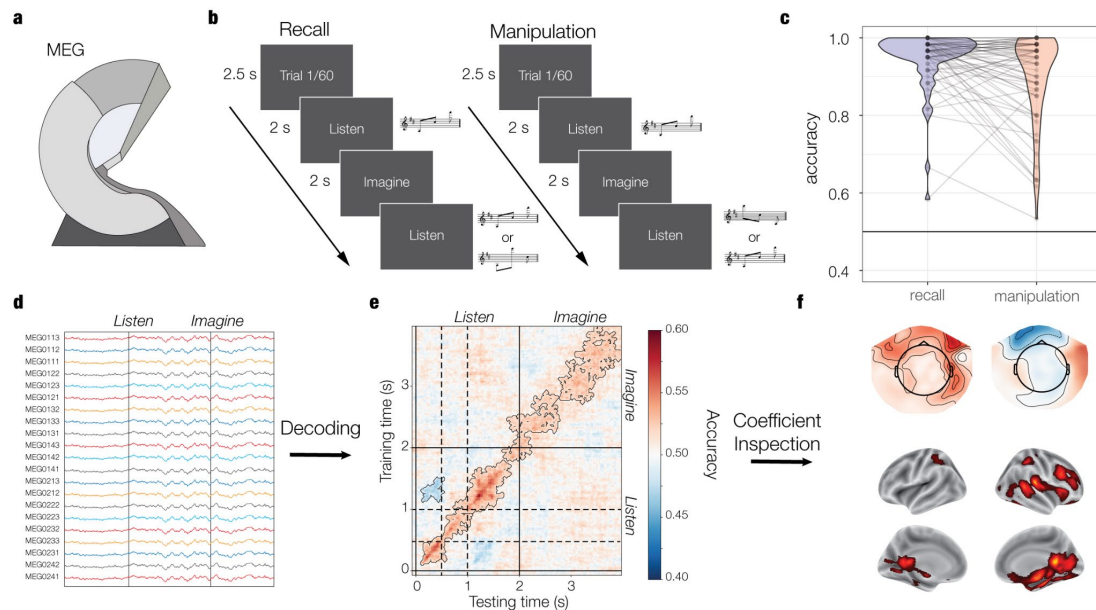 a
MEG
b
Recall
2.5 s
Trial 1/60
2 s
Listen
2 s
Imagine
Listen
or
Manipulation
2.5 s
Trial 1/60
2 s
Listen
2 s
Imagine
Listen
or
c
accuracy
1.0
0.8
0.6
0.4
recall
manipulation
d
Listen
Imagine
MEG0113
MEG0112
MEG0111
MEG0122
MEG0123
MEG0121
MEG0132
MEG0133
MEG0131
MEG0143
MEG0142
MEG0141
MEG0213
MEG0212
MEG0222
MEG0223
MEG0232
MEG0233
MEG0231
MEG0242
MEG0241
Decoding
e
Listen
Imagine
Training time (s)
3
2
1
0
0
1
2
3
Testing time (s)
Imagine
Listen
0.60
0.55
0.50
0.45
0.40
Accuracy
Coefficient
Inspection
f